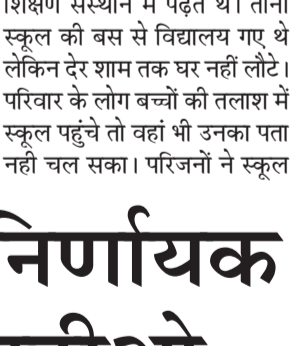 शिक्षण संस्थान में पढ़ते थे। तीनों
स्कूल की बस से विद्यालय गए थे
लेकिन देर शाम तक घर नहीं लौटे।
परिवार के लोग बच्चों की तलाश में
स्कूल पहुंचे तो वहां भी उनका पता
नही चल सका। परिजनों ने स्कूल
निर्णायक